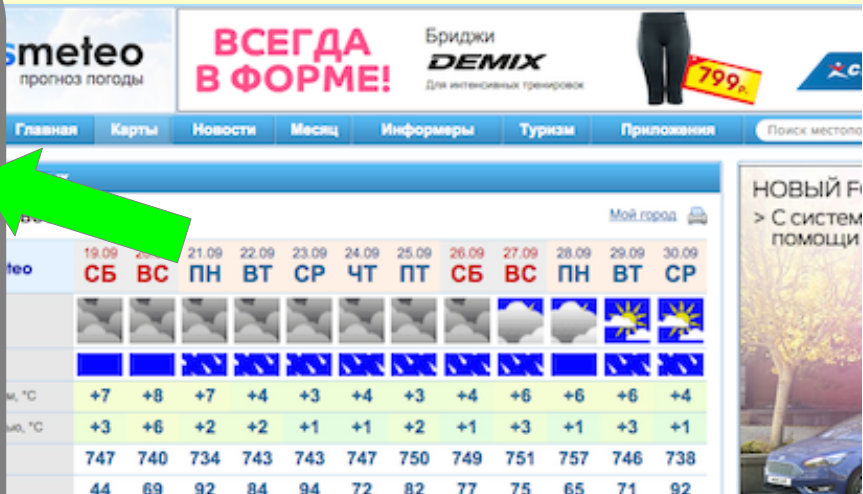 smeteo
прогноз погоды
ВСЕГДА
В ФОРМЕ!
Бриджи
DEMIX
Для интенсивных тренировок
799р.
Главная Карты Новости Месяц Информеры Туризм Приложения
Мой город
НОВЫЙ
> С систем
помощи
19.09 21.09 22.09 23.09 24.09 25.09 26.09 27.09 28.09 29.09 30.09
teo СБ ВС ПН ВТ СР ЧТ ПТ СБ ВС ПН ВТ СР
м, °C +7 +8 +7 +4 +3 +4 +3 +4 +6 +6 +6 +4
ью, °C +3 +6 +2 +2 +1 +1 +2 +1 +3 +1 +3 +1
747 740 734 743 743 747 750 749 751 757 746 738
44 69 92 84 94 72 82 77 75 65 71 92